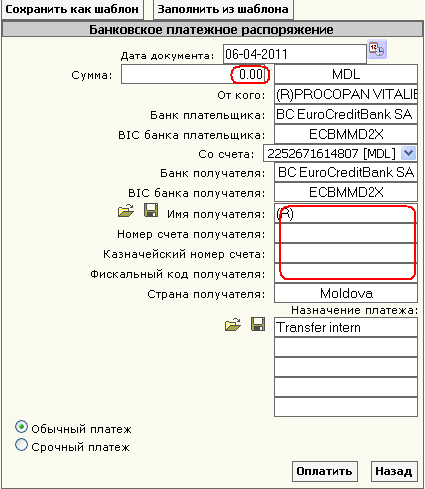 Сохранить как шаблон Заполнить из шаблона
Банковское платежное распоряжение
Дата документа: 06-04-2011
Сумма: 0.00 MDL
От кого: (R)PROCOPAN VITALIE
Банк плательщика: BC EuroCreditBank SA
BIC банка плательщика: ECBMMD2X
Со счета: 2252671614807 [MDL]
Банк получателя: BC EuroCreditBank SA
BIC банка получателя: ECBMMD2X
Имя получателя: (R)
Номер счета получателя:
Казначейский номер счета:
Фискальный код получателя:
Страна получателя: Moldova
Назначение платежа:
Transfer intern
Обычный платеж
Срочный платеж
Оплатить Назад